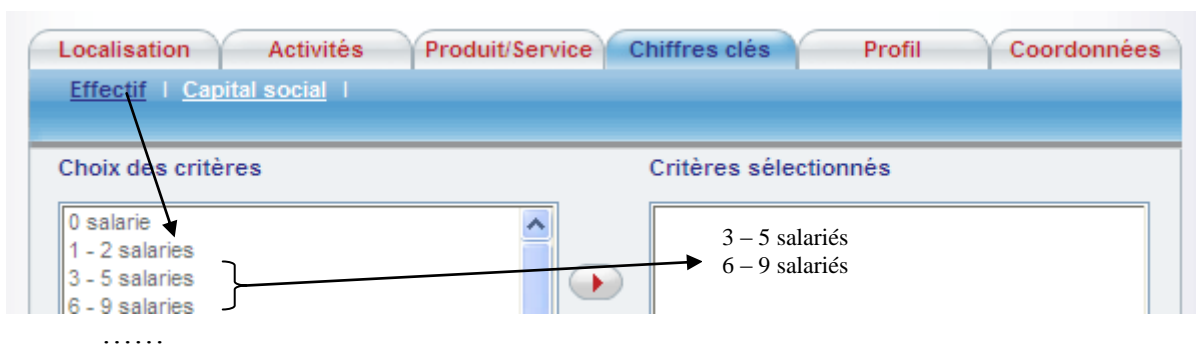 Localisation Activités Produit/Service Chiffres clés Profil Coordonnées
Effectif | Capital social |
Choix des critères
Critères sélectionnés
0 salarie
1 - 2 salaries
3 - 5 salaries
6 - 9 salaries
3 – 5 salariés
6 – 9 salariés
......